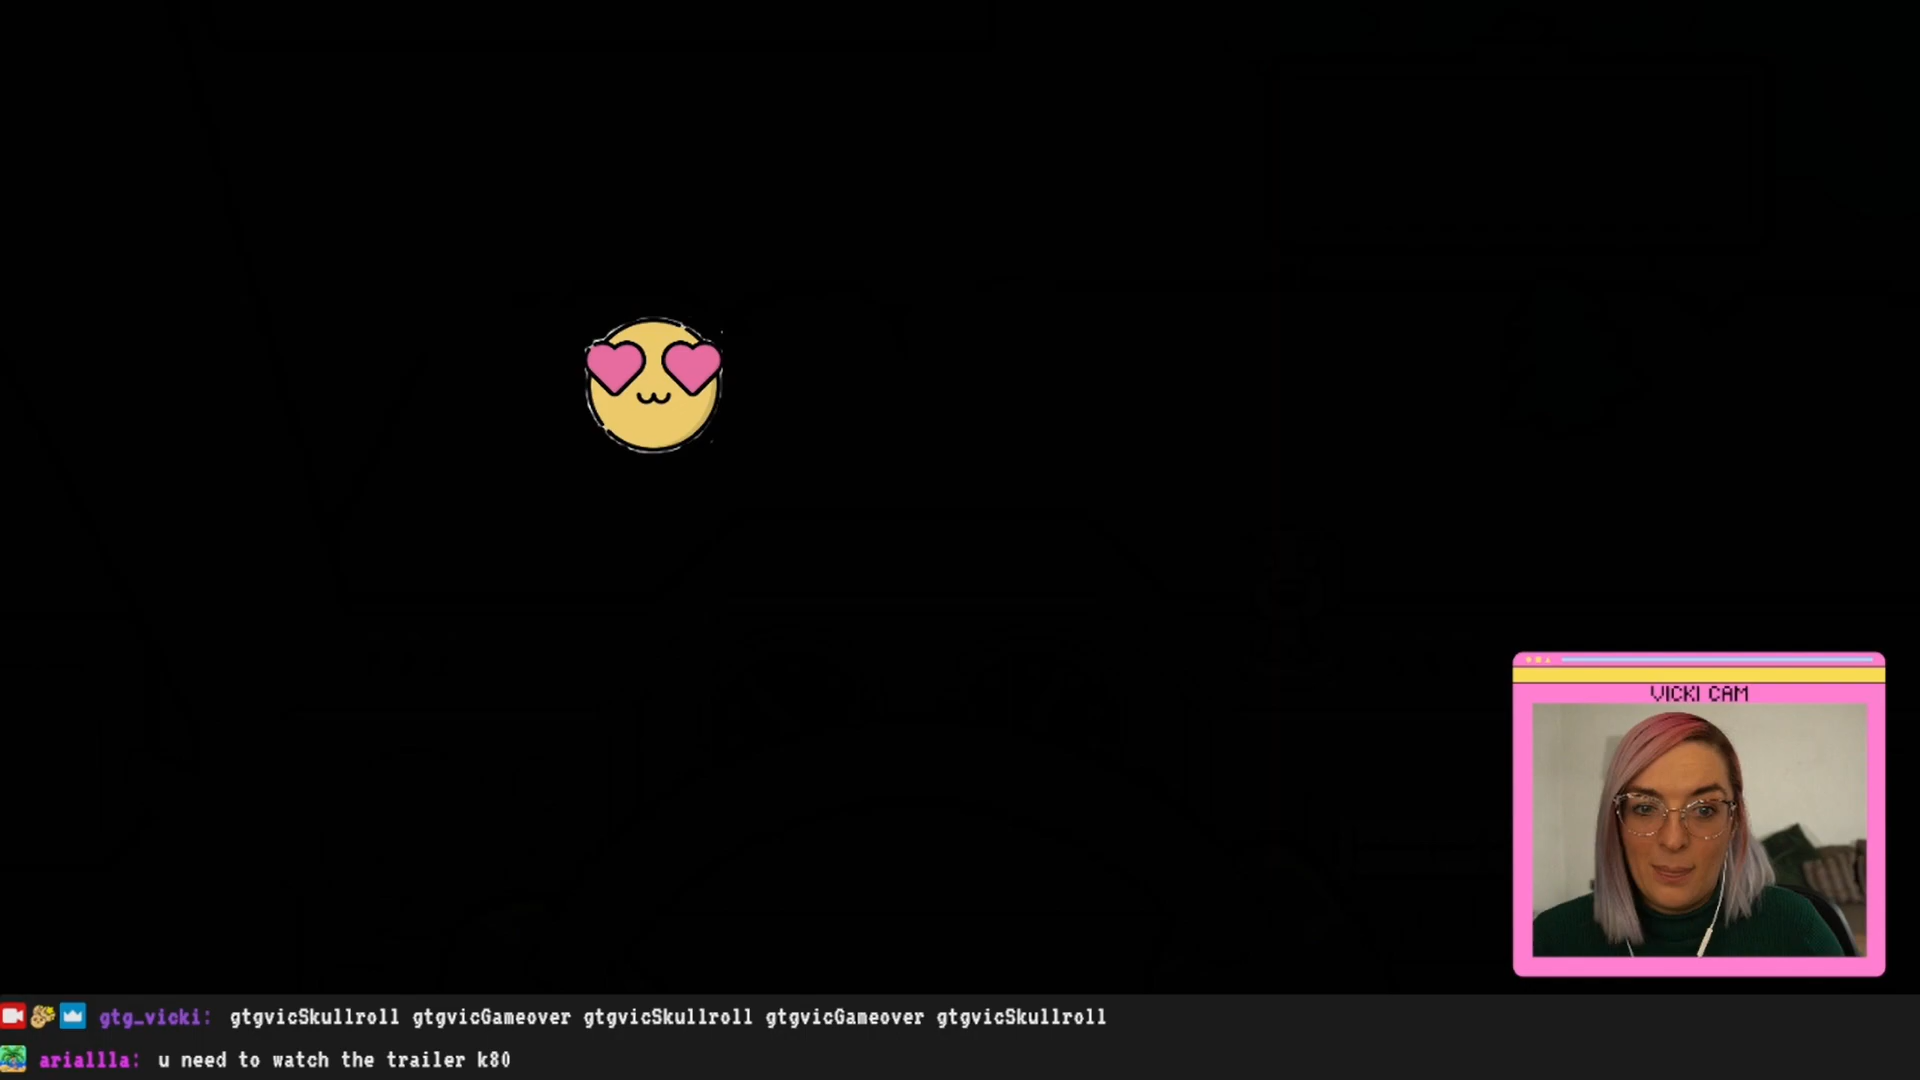 VICKI CAM
gtg_vicki: gtgvicSkullroll gtgvicGameover gtgvicSkullroll gtgvicGameover gtgvicSkullroll
ariallla: u need to watch the trailer k80